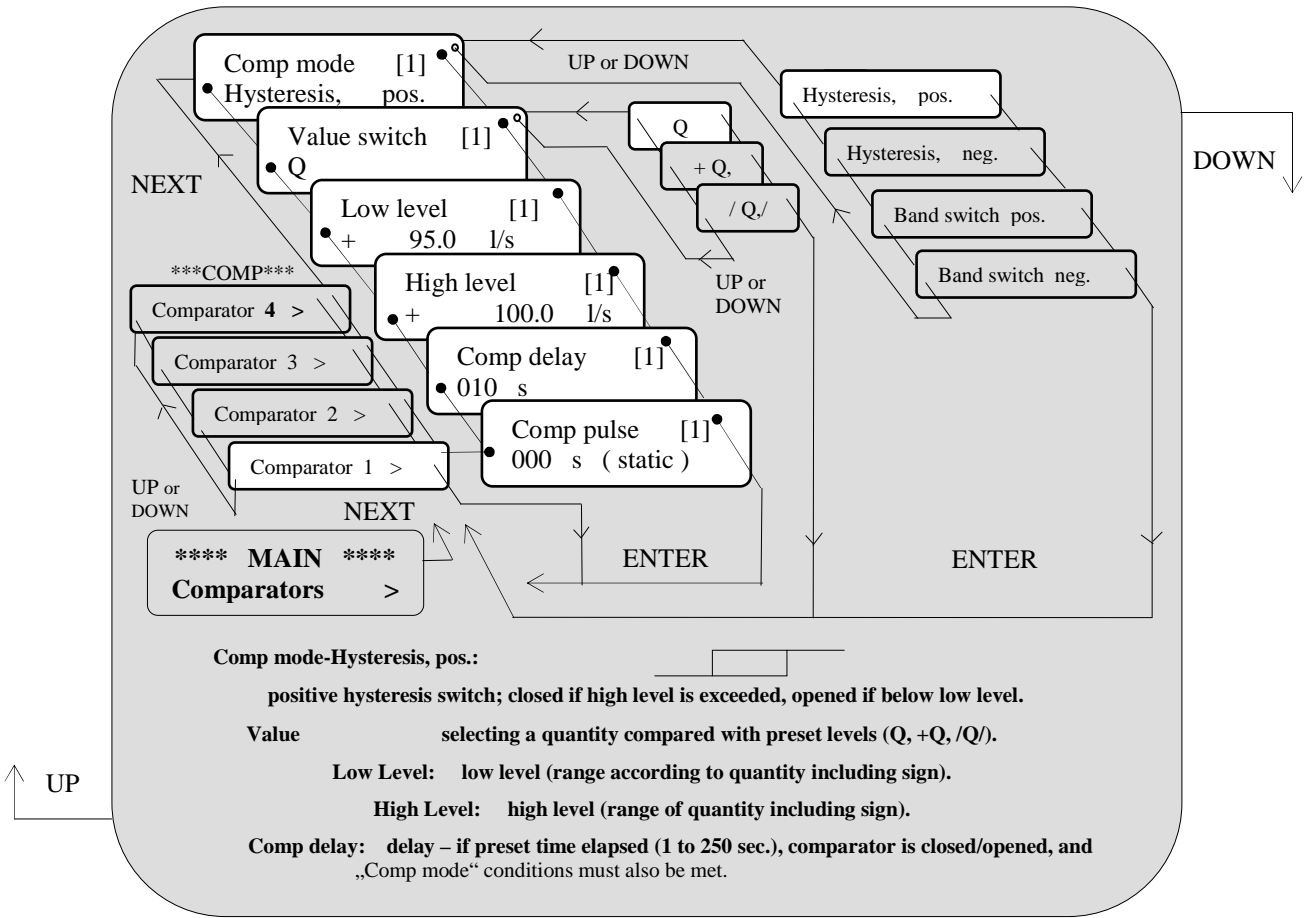 Comp mode [1]
Hysteresis, pos.
UP or DOWN
Hysteresis, pos.
Hysteresis, neg.
Band switch pos.
Band switch neg.
Value switch [1]
Q
Q
+ Q,
/ Q,/
UP or
DOWN
DOWN
NEXT
Low level [1]
+ 95.0 l/s
High level [1]
+ 100.0 l/s
Comp delay [1]
010 s
Comp pulse [1]
000 s ( static )
***COMP***
Comparator 4 >
Comparator 3 >
Comparator 2 >
Comparator 1 >
UP or
DOWN
NEXT
**** MAIN ****
Comparators >
ENTER
ENTER
Comp mode-Hysteresis, pos.:
positive hysteresis switch; closed if high level is exceeded, opened if below low level.
Value selecting a quantity compared with preset levels (Q, +Q, /Q/).
Low Level: low level (range according to quantity including sign).
UP
High Level: high level (range of quantity including sign).
Comp delay: delay – if preset time elapsed (1 to 250 sec.), comparator is closed/opened, and
„Comp mode“ conditions must also be met.